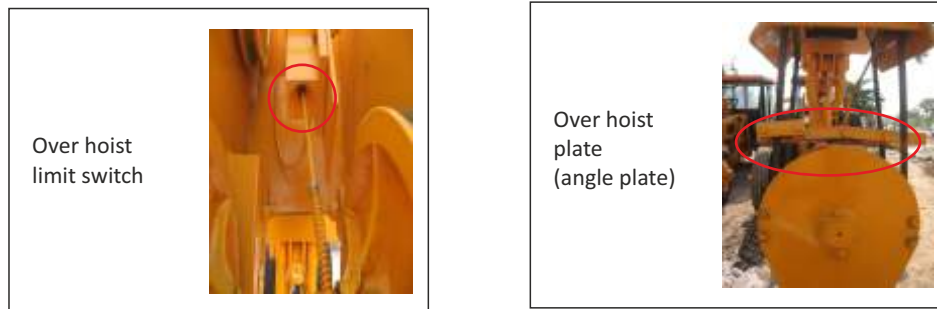 Over hoist
limit switch
Over hoist
plate
(angle plate)